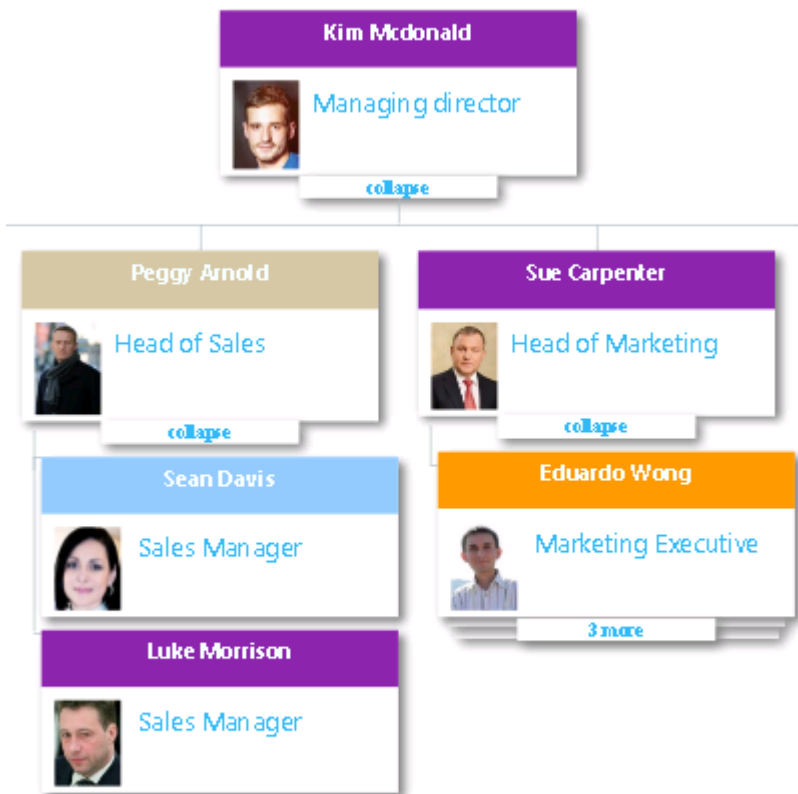 Kim Mcdonald
Managing director
collapse
Peggy Arnold
Head of Sales
collapse
Sue Carpenter
Head of Marketing
collapse
Sean Davis
Sales Manager
Eduardo Wong
Marketing Executive
3 more
Luke Morrison
Sales Manager